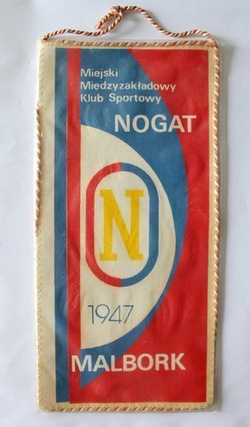 Miejski
Międzyzakładowy
Klub Sportowy
NOGAT
N
1947
MALBORK